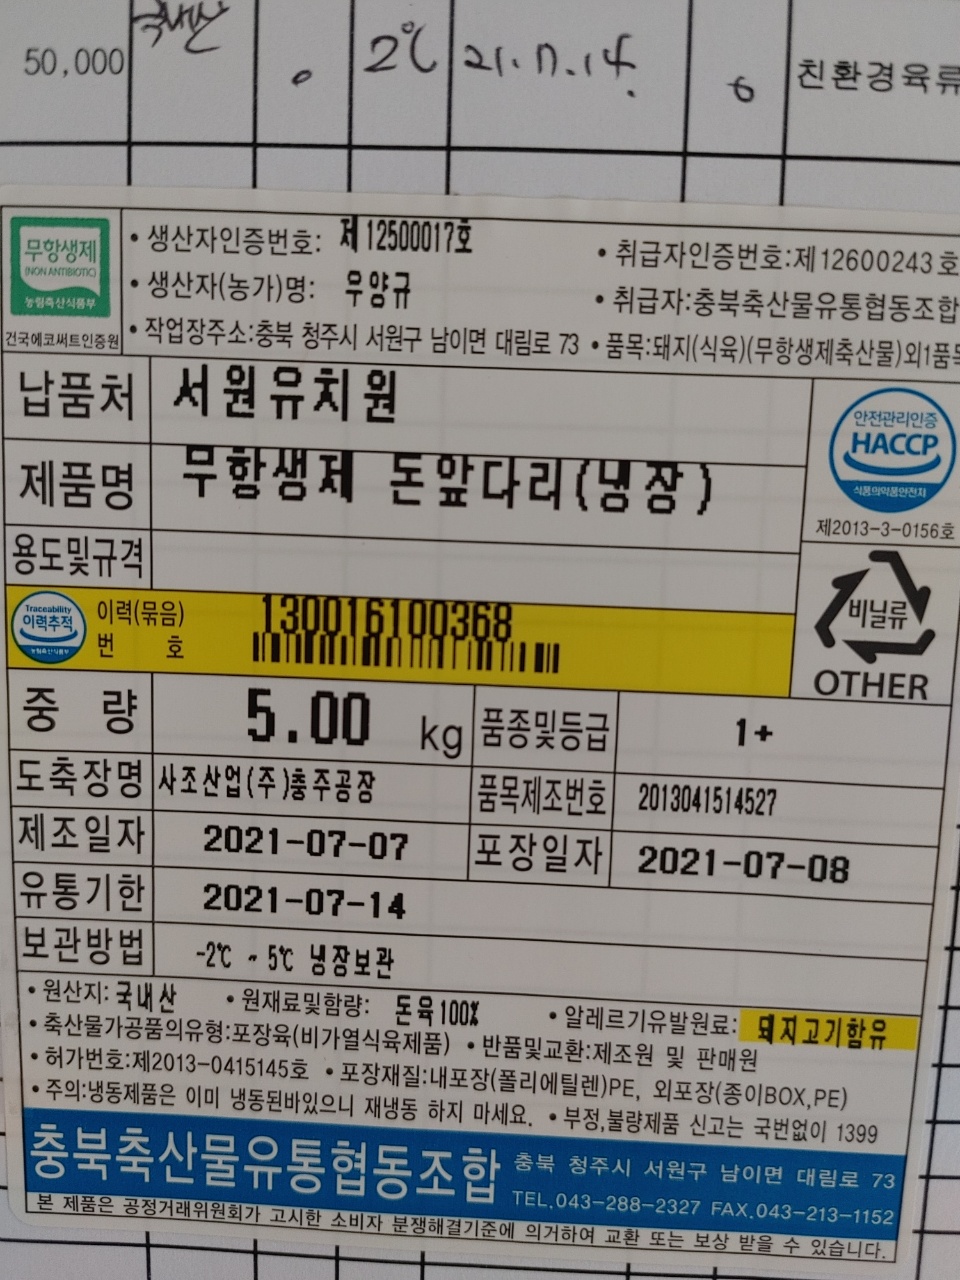 50,000 국내산 2℃ 21.7.14. 친환경육류
무항생제
(NON ANTIBIOTIC)
농림축산식품부
건국에코써트인증원
• 생산자인증번호: 제12500017호
• 취급자인증번호:제12600243호
• 생산자(농가)명: 우양규
• 취급자:충북축산물유통협동조합
• 작업장주소:충북 청주시 서원구 남이면 대림로 73 • 품목:돼지(식육)(무항생제축산물)외1품목
납품처 서원유치원
제품명 무항생제 돈앞다리(냉장)
용도및규격
안전관리인증
HACCP
식품의약품안전처
제2013-3-0156호
비닐류
OTHER
Traceability
이력추적
농림축산식품부
이력(묶음)
번 호
130016100368
중 량 5.00 kg 품종및등급 1+
도축장명 사조산업(주)충주공장 품목제조번호 2013041514527
제조일자 2021-07-07 포장일자 2021-07-08
유통기한 2021-07-14
보관방법 -2℃ ~ 5℃ 냉장보관
• 원산지: 국내산 • 원재료및함량: 돈육100% • 알레르기유발원료: 돼지고기함유
• 축산물가공품의유형:포장육(비가열식육제품) • 반품및교환:제조원 및 판매원
• 허가번호:제2013-0415145호 • 포장재질:내포장(폴리에틸렌)PE, 외포장(종이BOX,PE)
• 주의:냉동제품은 이미 냉동된바있으니 재냉동 하지 마세요. • 부정,불량제품 신고는 국번없이 1399
충북축산물유통협동조합
충북 청주시 서원구 남이면 대림로 73
TEL.043-288-2327 FAX.043-213-1152
본 제품은 공정거래위원회가 고시한 소비자 분쟁해결기준에 의거하여 교환 또는 보상 받을 수 있습니다.